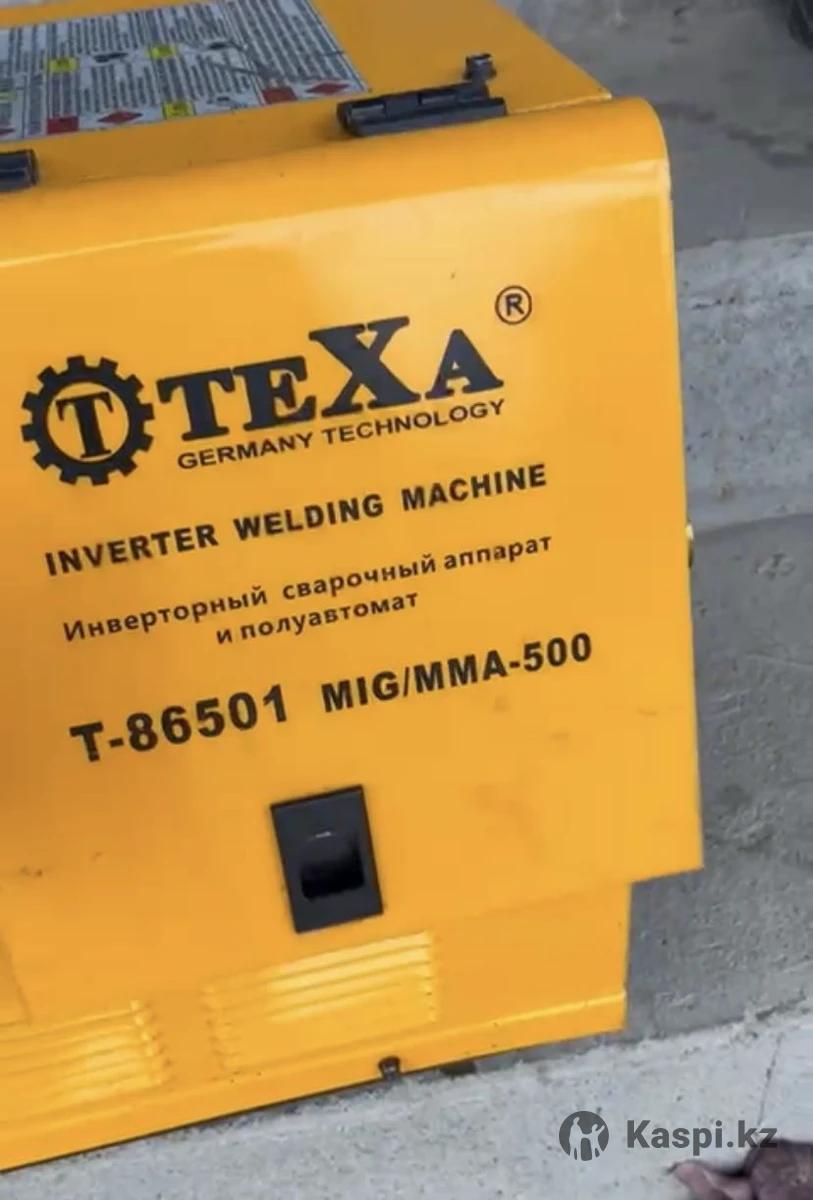 T TEXA ®
GERMANY TECHNOLOGY
INVERTER WELDING MACHINE
Инверторный сварочный аппарат
и полуавтомат
T-86501 MIG/MMA-500
Kaspi.kz